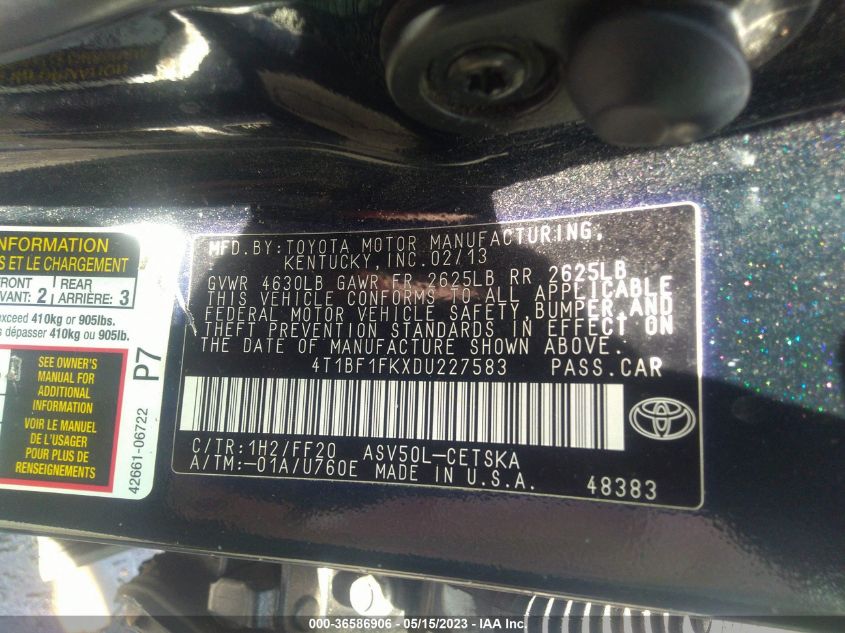 INFORMATION
ET LE CHARGEMENT
FRONT
AVANT: 2
REAR
ARRIÈRE: 3
exceed 410kg or 905lbs.
dépasser 410kg ou 905lb.
SEE OWNER'S
MANUAL FOR
ADDITIONAL
INFORMATION
VOIR LE MANUEL
DE L'USAGER
POUR PLUS DE
RENSEIGNEMENTS
P7
42661-06722
MFD. BY: TOYOTA MOTOR MANUFACTURING,
KENTUCKY, INC. 02/13
GVWR 4630LB GAWR FR 2625LB RR 2625LB
THIS VEHICLE CONFORMS TO ALL APPLICABLE
FEDERAL MOTOR VEHICLE SAFETY, BUMPER, AND
THEFT PREVENTION STANDARDS IN EFFECT ON
THE DATE OF MANUFACTURE SHOWN ABOVE.
4T1BF1FKXDU227583 PASS. CAR
C/TR: 1H2/FF20 ASV50L-CETSKA
A/TM: -01A/U760E MADE IN U.S.A. 48383
000-36586906 - 05/15/2023 - IAA Inc.